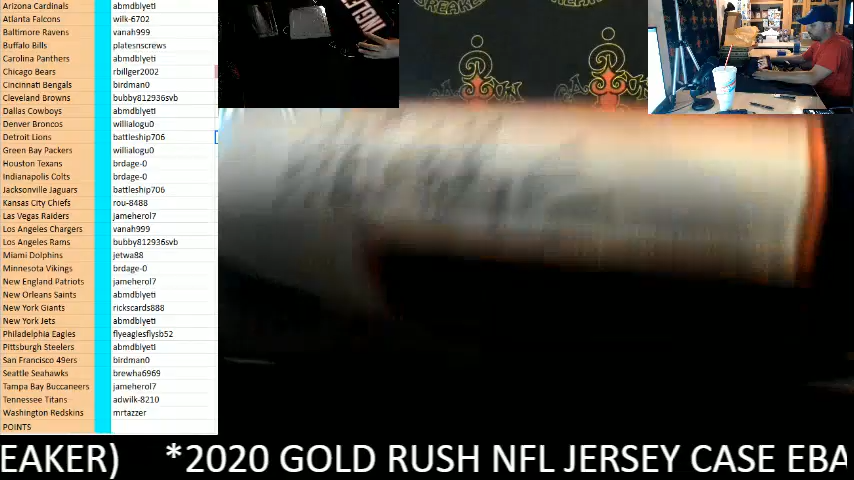 Arizona Cardinals abmdblyeti
Atlanta Falcons wilk-6702
Baltimore Ravens vanah999
Buffalo Bills platesnscrews
Carolina Panthers abmdblyeti
Chicago Bears rbillger2002
Cincinnati Bengals birdman0
Cleveland Browns bubby812936svb
Dallas Cowboys abmdblyeti
Denver Broncos willialogu0
Detroit Lions battleship706
Green Bay Packers willialogu0
Houston Texans brdage-0
Indianapolis Colts brdage-0
Jacksonville Jaguars battleship706
Kansas City Chiefs rou-8488
Las Vegas Raiders jameherol7
Los Angeles Chargers vanah999
Los Angeles Rams bubby812936svb
Miami Dolphins jetwa88
Minnesota Vikings brdage-0
New England Patriots jameherol7
New Orleans Saints abmdblyeti
New York Giants rickscards888
New York Jets abmdblyeti
Philadelphia Eagles flyeaglesflysb52
Pittsburgh Steelers abmdblyeti
San Francisco 49ers birdman0
Seattle Seahawks brewha6969
Tampa Bay Buccaneers jameherol7
Tennessee Titans adwilk-8210
Washington Redskins mrtazzer
POINTS
EAKER) *2020 GOLD RUSH NFL JERSEY CASE EBA